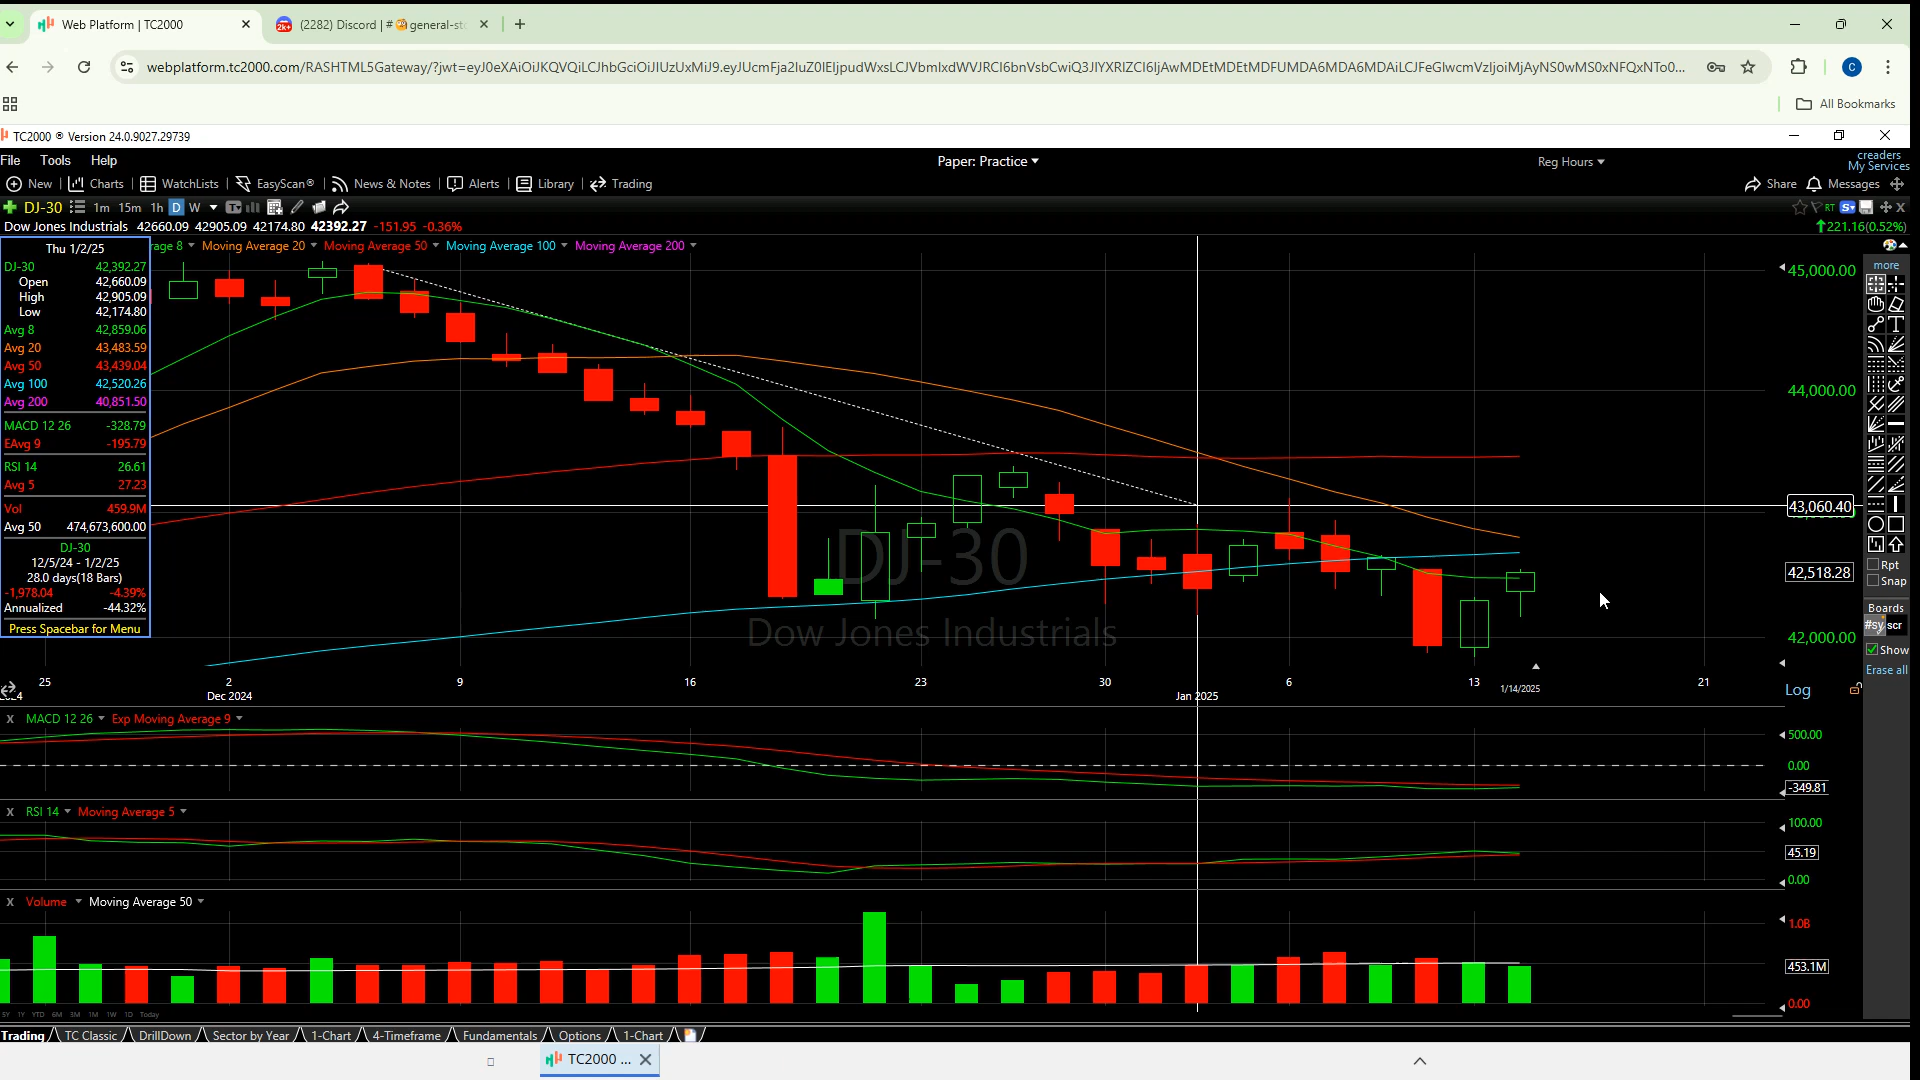 Web Platform | TC2000
(2282) Discord | # general-st
webplatform.tc2000.com/RASHTML5Gateway/?jwt=
All Bookmarks
TC2000 ® Version 24.0.9027.29739
File Tools Help
Paper: Practice
Reg Hours
creaders
My Services
New Charts WatchLists EasyScan® News & Notes Alerts Library Trading
Share Messages
DJ-30 1m 15m 1h D W
RT
Dow Jones Industrials 42660.09 42905.09 42174.80 42392.27 -151.95 -0.36%
221.16(0.52%)
rage 8 Moving Average 20 Moving Average 50 Moving Average 100 Moving Average 200
Thu 1/2/25
DJ-30 42,392.27
Open 42,660.09
High 42,905.09
Low 42,174.80
Avg 8 42,859.06
Avg 20 43,483.59
Avg 50 43,439.04
Avg 100 42,520.26
Avg 200 40,851.50
MACD 12 26 -328.79
EAvg 9 -195.79
RSI 14 26.61
Avg 5 27.23
Vol 459.9M
Avg 50 474,673,600.00
DJ-30
12/5/24 - 1/2/25
28.0 days(18 Bars)
-1,978.04 -4.39%
Annualized -44.32%
Press Spacebar for Menu
more
45,000.00
44,000.00
43,060.40
42,518.28
42,000.00
DJ-30
Dow Jones Industrials
Rpt
Snap
Boards
#sy scr
Show
Erase all
25 2 9 16 23 30 6 13 21
Dec 2024 Jan 2025 1/14/2025
Log
X MACD 12 26 Exp Moving Average 9
500.00
0.00
-349.81
X RSI 14 Moving Average 5
100.00
45.19
0.00
X Volume Moving Average 50
1.0B
453.1M
0.00
5Y 1Y YTD 6M 3M 1M 1W 1D Today
Trading TC Classic DrillDown Sector by Year 1-Chart 4-Timeframe Fundamentals Options 1-Chart
TC2000 ...